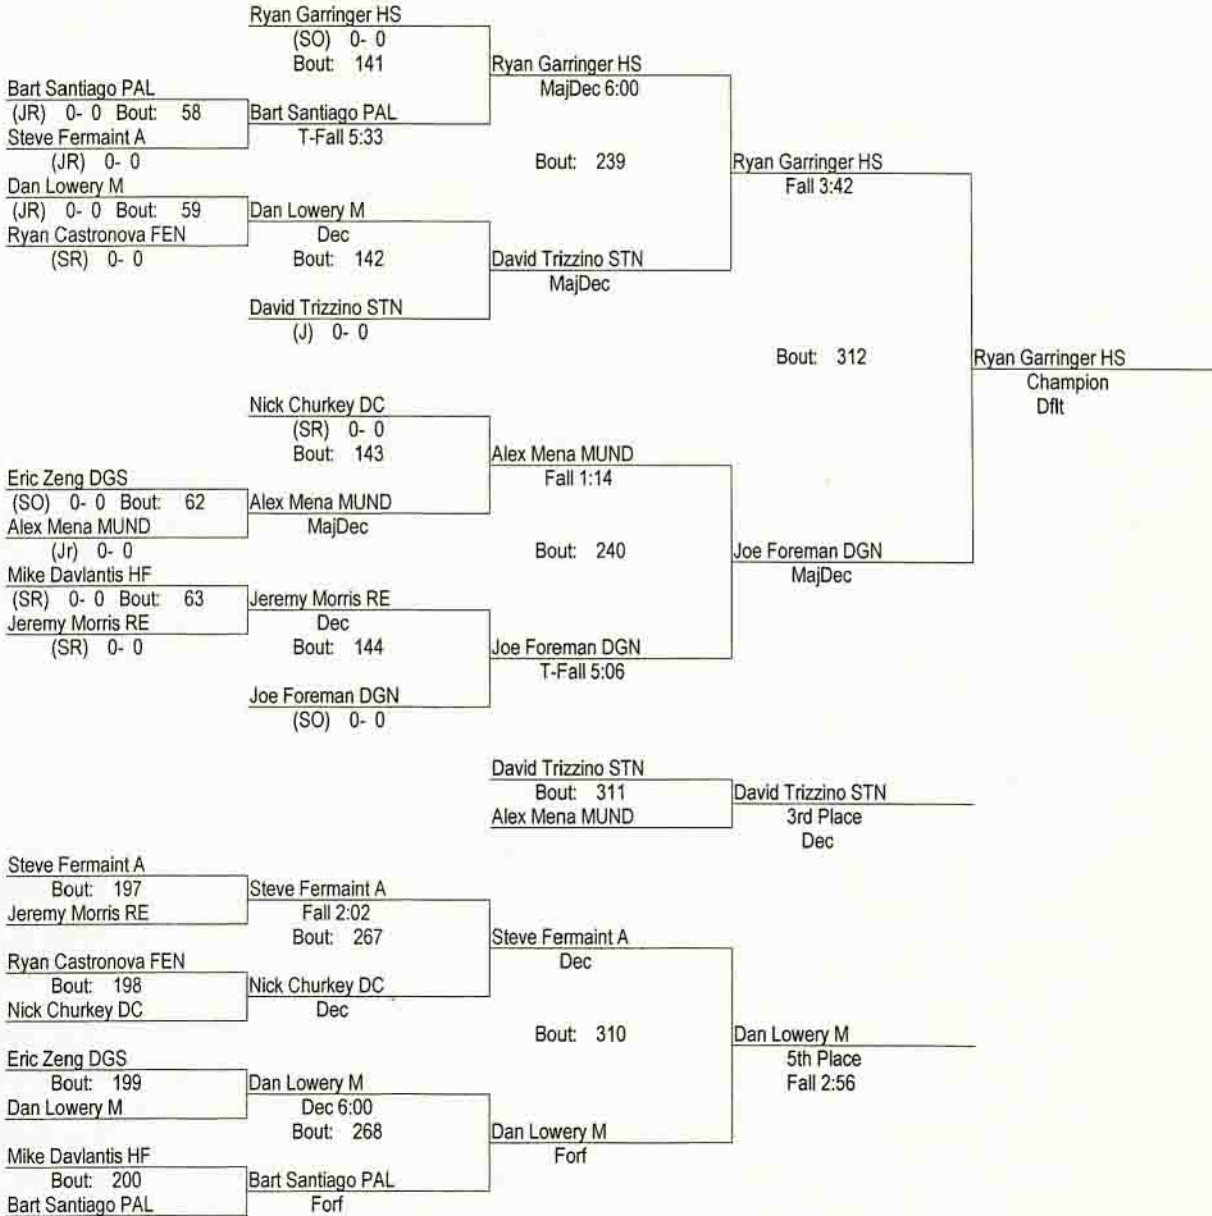 Ryan Garringer HS
(SO) 0- 0
Bout: 141
Ryan Garringer HS
MajDec 6:00
Bart Santiago PAL
(JR) 0- 0 Bout: 58
Bart Santiago PAL
Steve Fermaint A
T-Fall 5:33
(JR) 0- 0
Bout: 239
Ryan Garringer HS
Fall 3:42
Dan Lowery M
(JR) 0- 0 Bout: 59
Dan Lowery M
Ryan Castronova FEN
Dec
(SR) 0- 0
Bout: 142
David Trizzino STN
MajDec
David Trizzino STN
(J) 0- 0
Bout: 312
Ryan Garringer HS
Champion
Dflt
Nick Churkey DC
(SR) 0- 0
Bout: 143
Alex Mena MUND
Fall 1:14
Eric Zeng DGS
(SO) 0- 0 Bout: 62
Alex Mena MUND
Alex Mena MUND
MajDec
(Jr) 0- 0
Bout: 240
Joe Foreman DGN
MajDec
Mike Davlantis HF
(SR) 0- 0 Bout: 63
Jeremy Morris RE
Jeremy Morris RE
Dec
(SR) 0- 0
Bout: 144
Joe Foreman DGN
T-Fall 5:06
Joe Foreman DGN
(SO) 0- 0
David Trizzino STN
Bout: 311
David Trizzino STN
Alex Mena MUND
3rd Place
Dec
Steve Fermaint A
Bout: 197
Steve Fermaint A
Jeremy Morris RE
Fall 2:02
Bout: 267
Steve Fermaint A
Dec
Ryan Castronova FEN
Bout: 198
Nick Churkey DC
Nick Churkey DC
Dec
Bout: 310
Dan Lowery M
5th Place
Fall 2:56
Eric Zeng DGS
Bout: 199
Dan Lowery M
Dan Lowery M
Dec 6:00
Bout: 268
Dan Lowery M
Forf
Mike Davlantis HF
Bout: 200
Bart Santiago PAL
Bart Santiago PAL
Forf